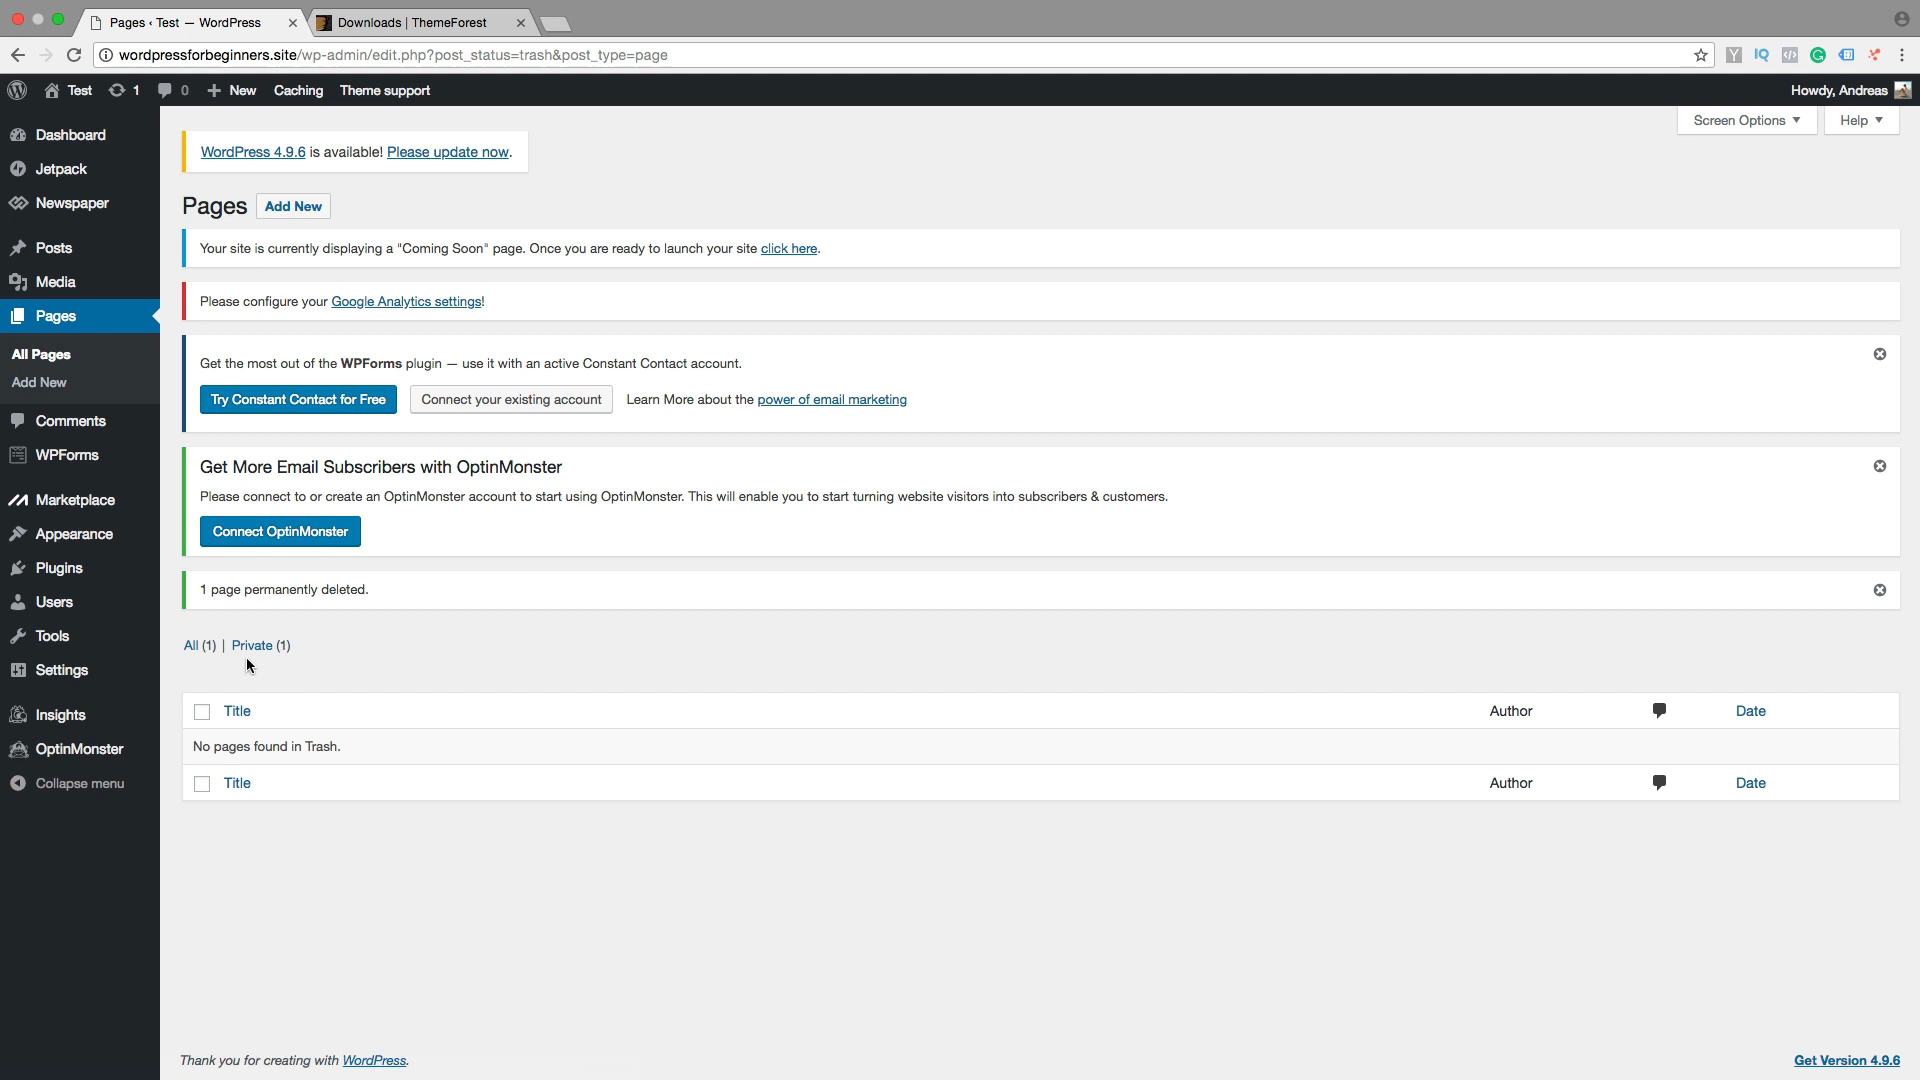 Pages ‹ Test — WordPress
Downloads | ThemeForest
wordpressforbeginners.site/wp-admin/edit.php?post_status=trash&post_type=page
Test 1 0 New Caching Theme support Howdy, Andreas
Screen Options Help
Dashboard
Jetpack
Newspaper
Posts
Media
Pages
All Pages
Add New
Comments
WPForms
Marketplace
Appearance
Plugins
Users
Tools
Settings
Insights
OptinMonster
Collapse menu
WordPress 4.9.6 is available! Please update now.
Pages Add New
Your site is currently displaying a "Coming Soon" page. Once you are ready to launch your site click here.
Please configure your Google Analytics settings!
Get the most out of the WPForms plugin — use it with an active Constant Contact account.
Try Constant Contact for Free Connect your existing account Learn More about the power of email marketing
Get More Email Subscribers with OptinMonster
Please connect to or create an OptinMonster account to start using OptinMonster. This will enable you to start turning website visitors into subscribers & customers.
Connect OptinMonster
1 page permanently deleted.
All (1) | Private (1)
Title Author Date
No pages found in Trash.
Title Author Date
Thank you for creating with WordPress.
Get Version 4.9.6